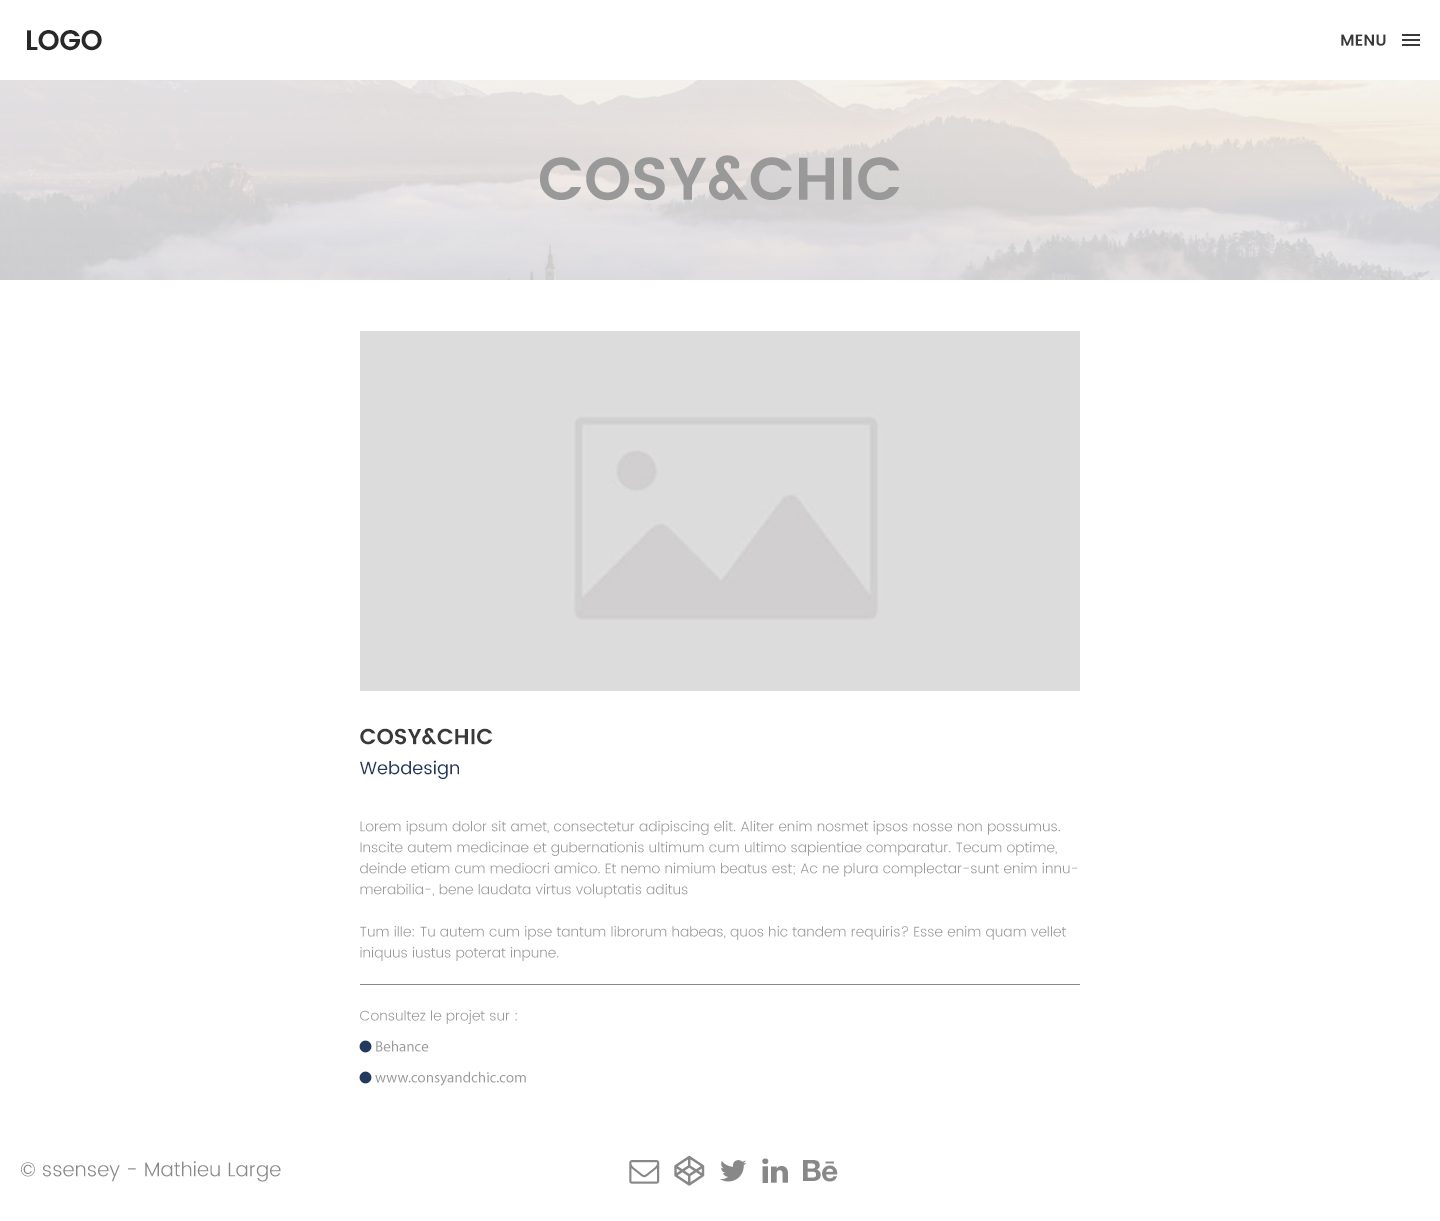 LOGO
MENU
COSY&CHIC
COSY&CHIC
Webdesign
Lorem ipsum dolor sit amet, consectetur adipiscing elit. Aliter enim nosmet ipsos nosse non possumus.
Inscite autem medicinae et gubernationis ultimum cum ultimo sapientiae comparatur. Tecum optime,
deinde etiam cum mediocri amico. Et nemo nimium beatus est; Ac ne plura complectar-sunt enim innu-
merabilia-, bene laudata virtus voluptatis aditus
Tum ille: Tu autem cum ipse tantum librorum habeas, quos hic tandem requiris? Esse enim quam vellet
iniquus iustus poterat inpune.
Consultez le projet sur :
Behance
www.consyandchic.com
© ssensey - Mathieu Large
in
Bē